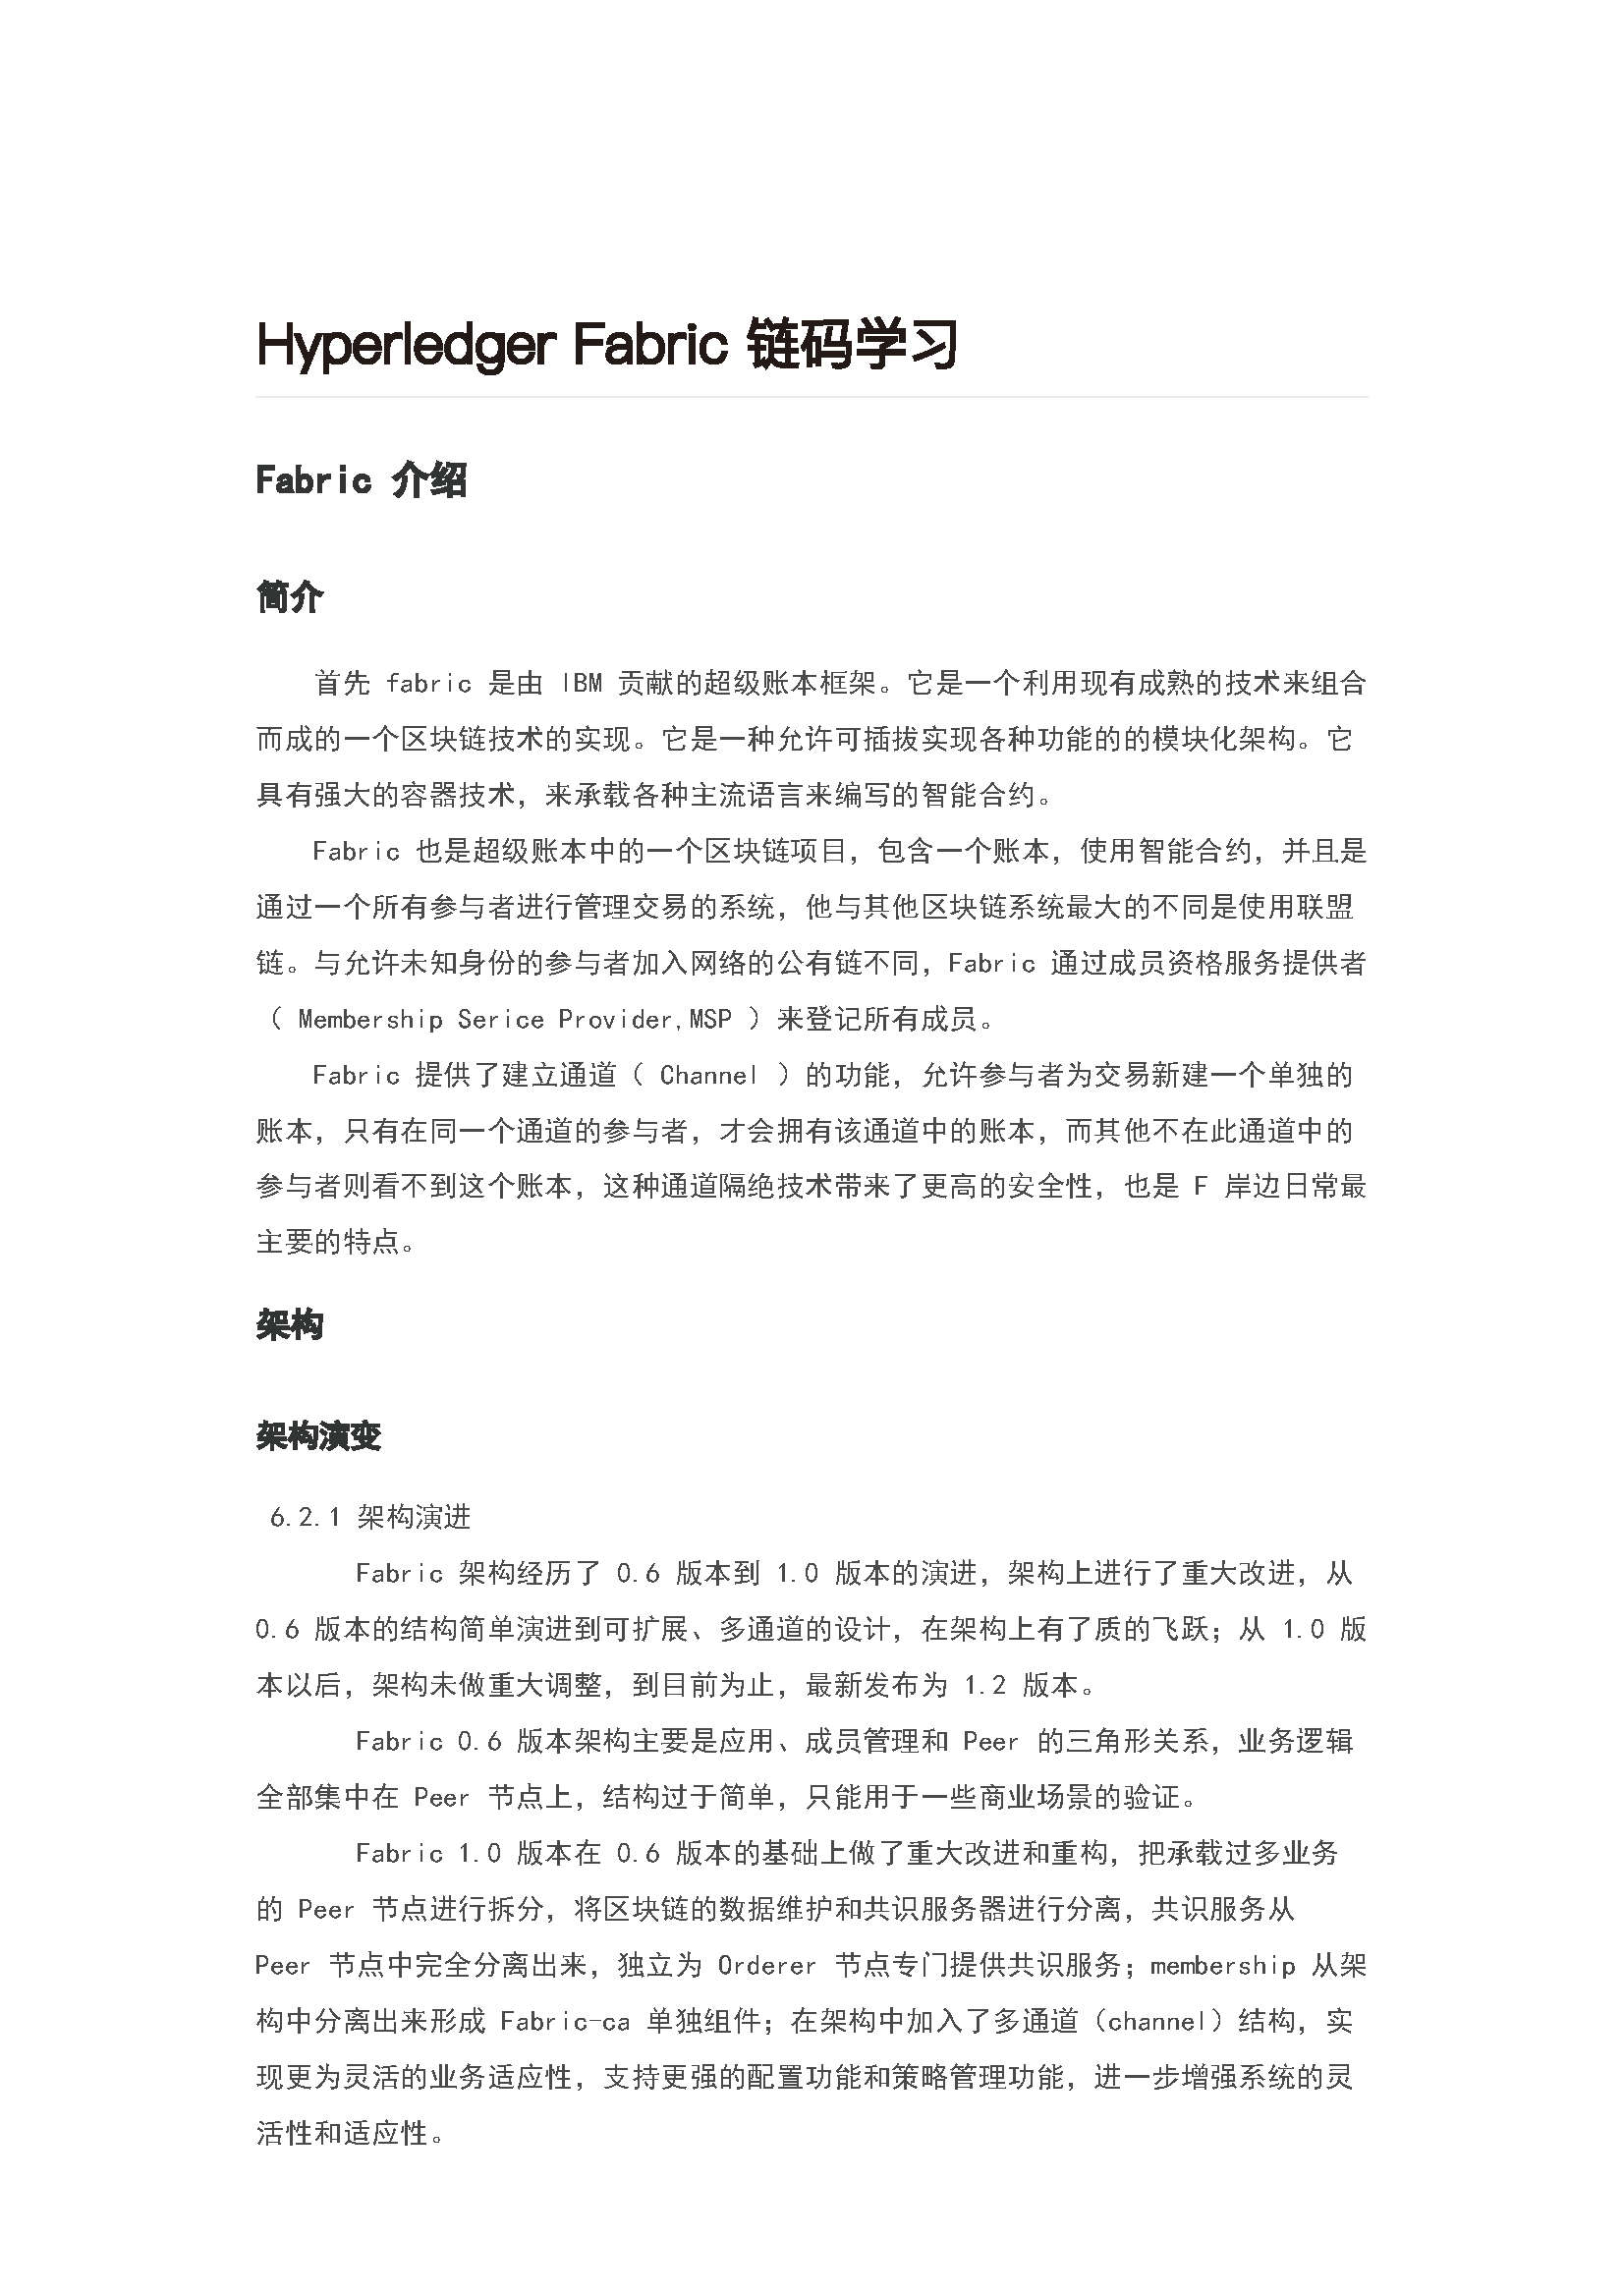 Hyperledger Fabric 链码学习
Fabric 介绍
简介
首先 fabric 是由 IBM 贡献的超级账本框架。它是一个利用现有成熟的技术来组合
而成的一个区块链技术的实现。它是一种允许可插拔实现各种功能的的模块化架构。它
具有强大的容器技术，来承载各种主流语言来编写的智能合约。
Fabric 也是超级账本中的一个区块链项目，包含一个账本，使用智能合约，并且是
通过一个所有参与者进行管理交易的系统，他与其他区块链系统最大的不同是使用联盟
链。与允许未知身份的参与者加入网络的公有链不同，Fabric 通过成员资格服务提供者
（ Membership Serice Provider,MSP ）来登记所有成员。
Fabric 提供了建立通道（ Channel ）的功能，允许参与者为交易新建一个单独的
账本，只有在同一个通道的参与者，才会拥有该通道中的账本，而其他不在此通道中的
参与者则看不到这个账本，这种通道隔绝技术带来了更高的安全性，也是 F 岸边日常最
主要的特点。
架构
架构演变
6.2.1 架构演进
Fabric 架构经历了 0.6 版本到 1.0 版本的演进，架构上进行了重大改进，从
0.6 版本的结构简单演进到可扩展、多通道的设计，在架构上有了质的飞跃；从 1.0 版
本以后，架构未做重大调整，到目前为止，最新发布为 1.2 版本。
Fabric 0.6 版本架构主要是应用、成员管理和 Peer 的三角形关系，业务逻辑
全部集中在 Peer 节点上，结构过于简单，只能用于一些商业场景的验证。
Fabric 1.0 版本在 0.6 版本的基础上做了重大改进和重构，把承载过多业务
的 Peer 节点进行拆分，将区块链的数据维护和共识服务器进行分离，共识服务从
Peer 节点中完全分离出来，独立为 Orderer 节点专门提供共识服务；membership 从架
构中分离出来形成 Fabric-ca 单独组件；在架构中加入了多通道（channel）结构，实
现更为灵活的业务适应性，支持更强的配置功能和策略管理功能，进一步增强系统的灵
活性和适应性。